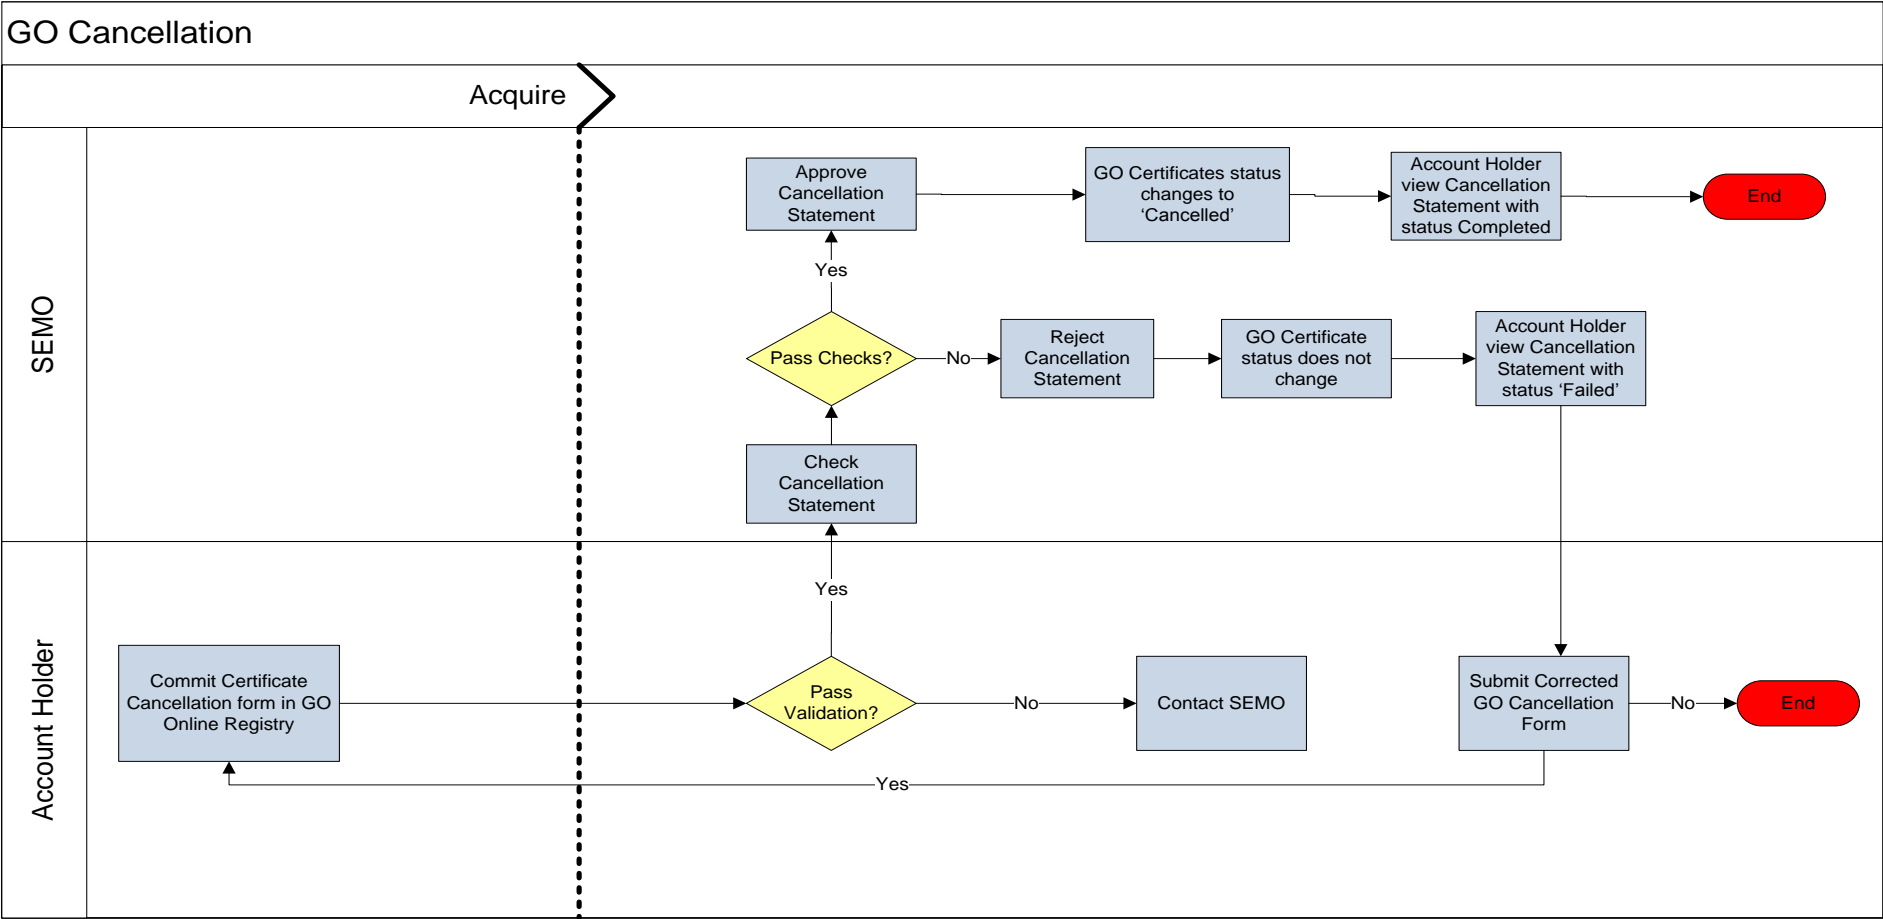 GO Cancellation
Acquire
SEMO
Approve
Cancellation
Statement
GO Certificates status
changes to
‘Cancelled’
Account Holder
view Cancellation
Statement with
status Completed
End
Yes
Pass Checks?
No
Reject
Cancellation
Statement
GO Certificate
status does not
change
Account Holder
view Cancellation
Statement with
status ‘Failed’
Check
Cancellation
Statement
Account Holder
Yes
Commit Certificate
Cancellation form in GO
Online Registry
Pass
Validation?
No
Contact SEMO
Submit Corrected
GO Cancellation
Form
No
End
Yes